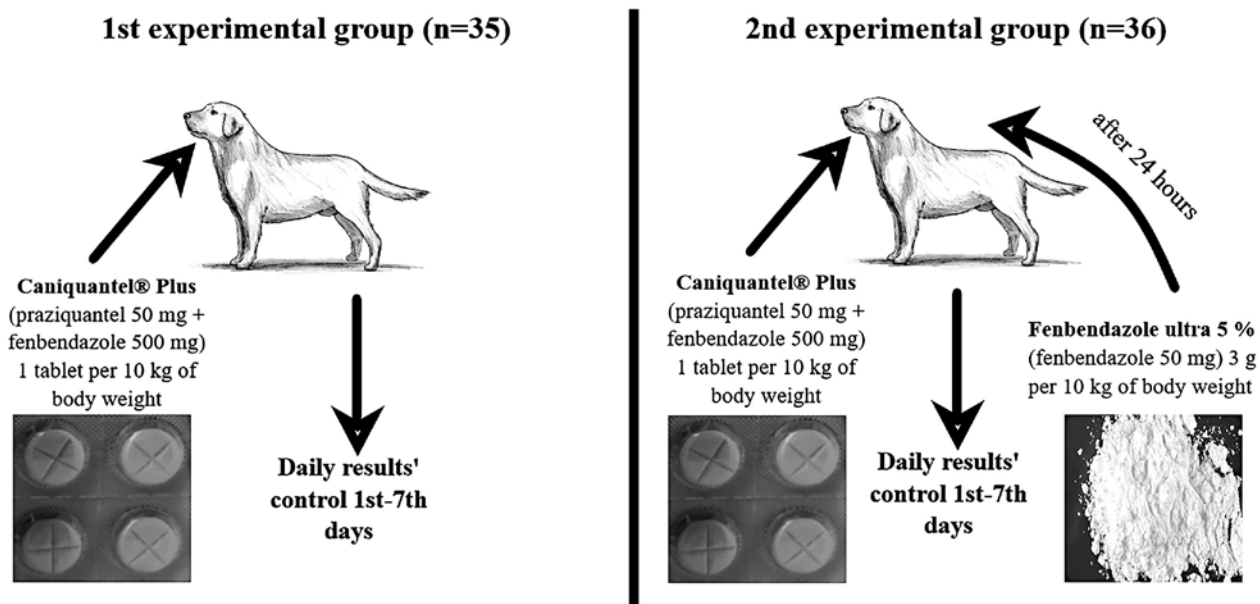 1st experimental group (n=35)
Caniquantel® Plus
(praziquantel 50 mg +
fenbendazole 500 mg)
1 tablet per 10 kg of
body weight
Daily results'
control 1st-7th
days
2nd experimental group (n=36)
after 24 hours
Caniquantel® Plus
(praziquantel 50 mg +
fenbendazole 500 mg)
1 tablet per 10 kg of
body weight
Daily results'
control 1st-7th
days
Fenbendazole ultra 5 %
(fenbendazole 50 mg) 3 g
per 10 kg of body weight